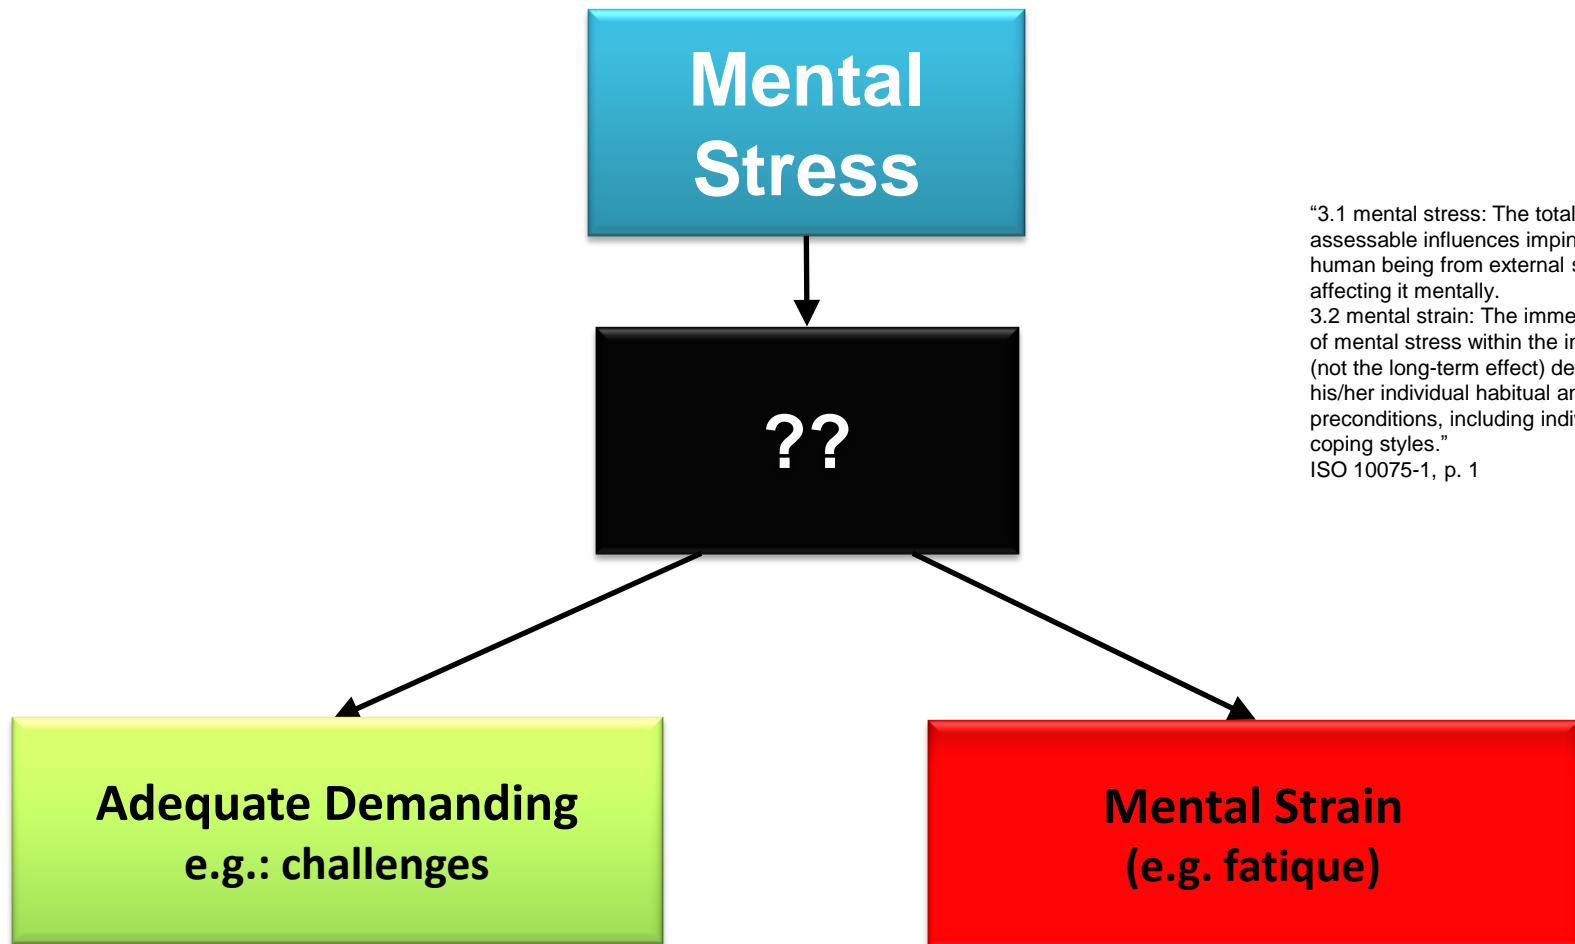 Mental
Stress
“3.1 mental stress: The total
assessable influences impin
human being from external s
affecting it mentally.
3.2 mental strain: The imme
of mental stress within the in
(not the long-term effect) de
his/her individual habitual an
preconditions, including indi
coping styles.”
ISO 10075-1, p. 1
??
Adequate Demanding
e.g.: challenges
Mental Strain
(e.g. fatique)